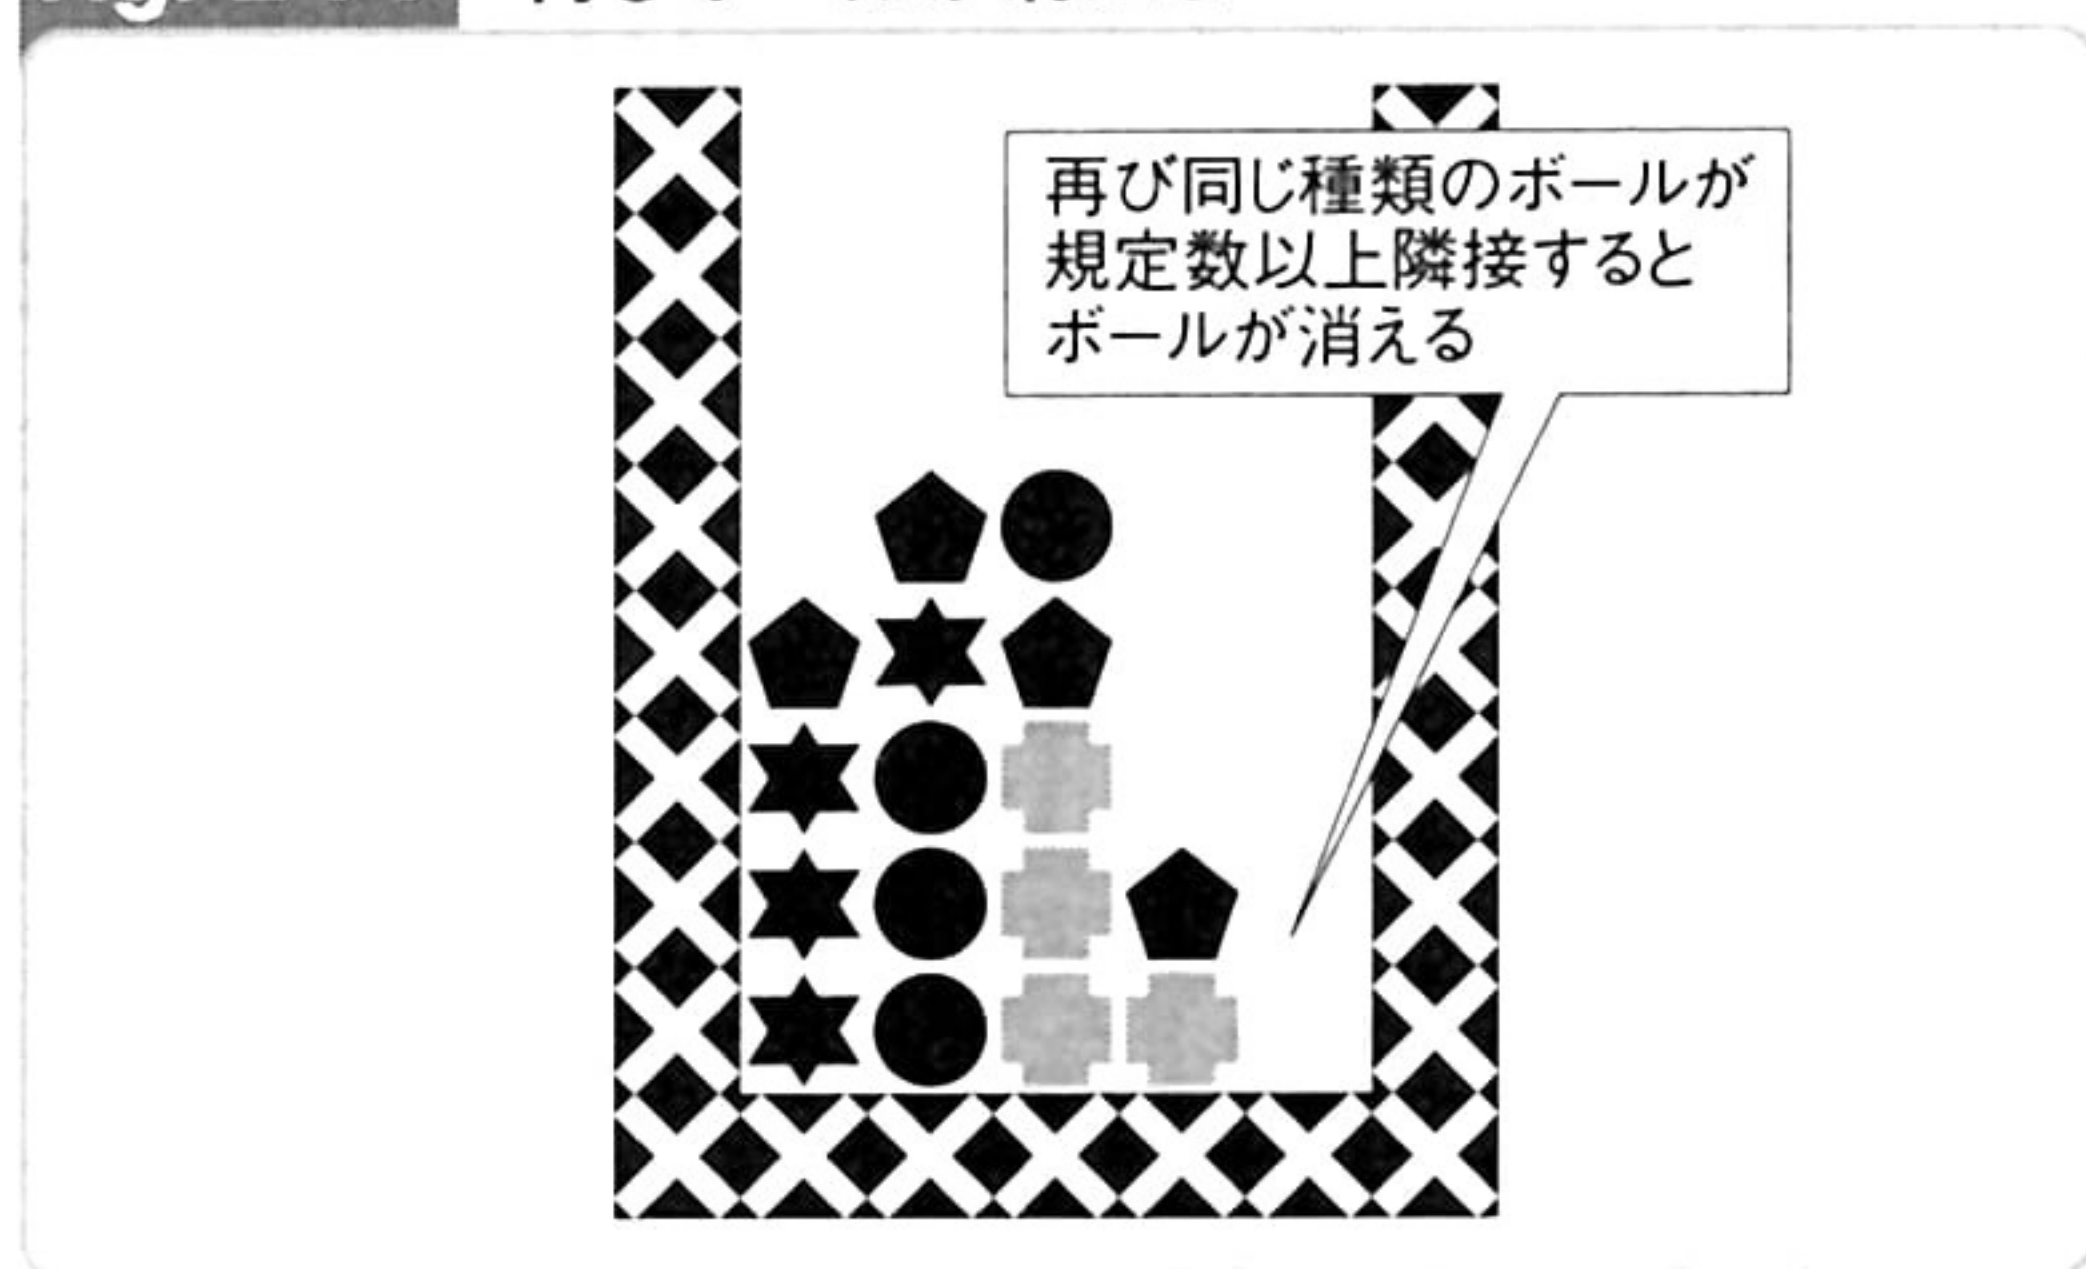 再び同じ種類のボールが
規定数以上隣接すると
ボールが消える